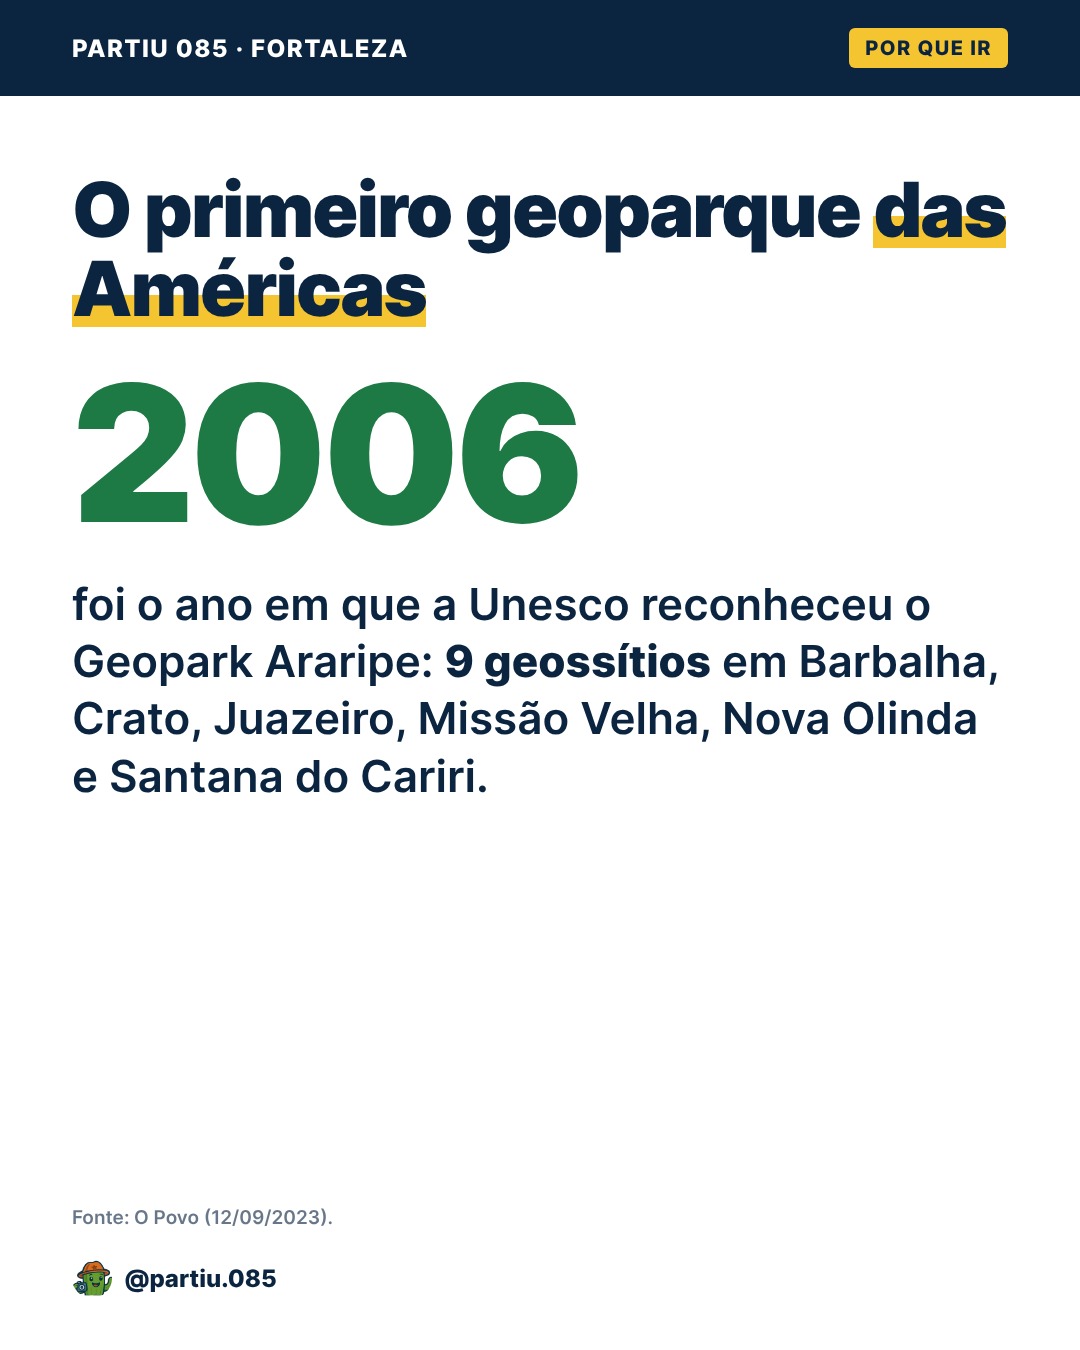 PARTIU 085 · FORTALEZA
POR QUE IR
O primeiro geoparque das
Américas
2006
foi o ano em que a Unesco reconheceu o
Geopark Araripe: 9 geossítios em Barbalha,
Crato, Juazeiro, Missão Velha, Nova Olinda
e Santana do Cariri.
Fonte: O Povo (12/09/2023).
@partiu.085